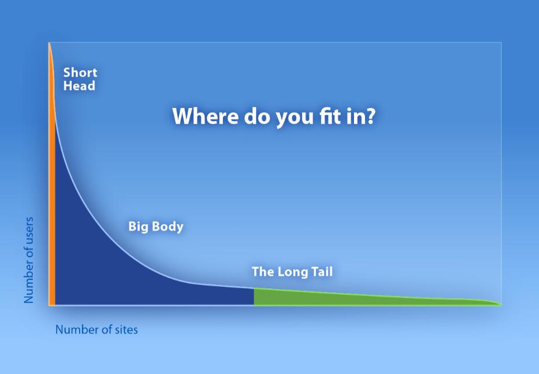 Short
Head
Where do you fit in?
Big Body
The Long Tail
Number of users
Number of sites